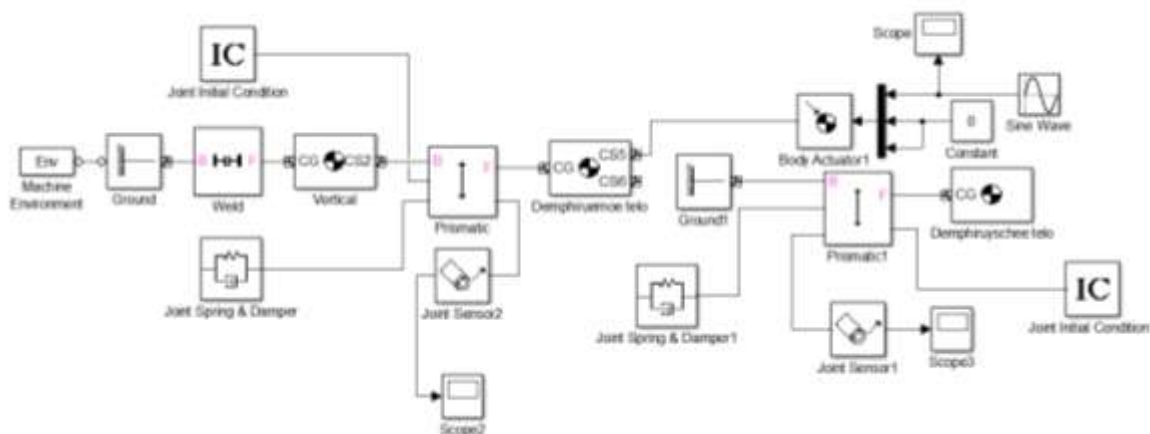 Scope
IC
Joint Initial Condition
Sine Wave
0
Constant
Body Actuator1
Env
Machine
Environment
Ground
B F
Weld
CG CS2
Vertical
B F
Prismatic
CG CS5
CS6
Ground1
B F
Prismatic1
CG
Joint Spring & Damper
Joint Sensor2
Joint Spring & Damper1
Joint Sensor1
Scope3
IC
Joint Initial Condition
Scope2